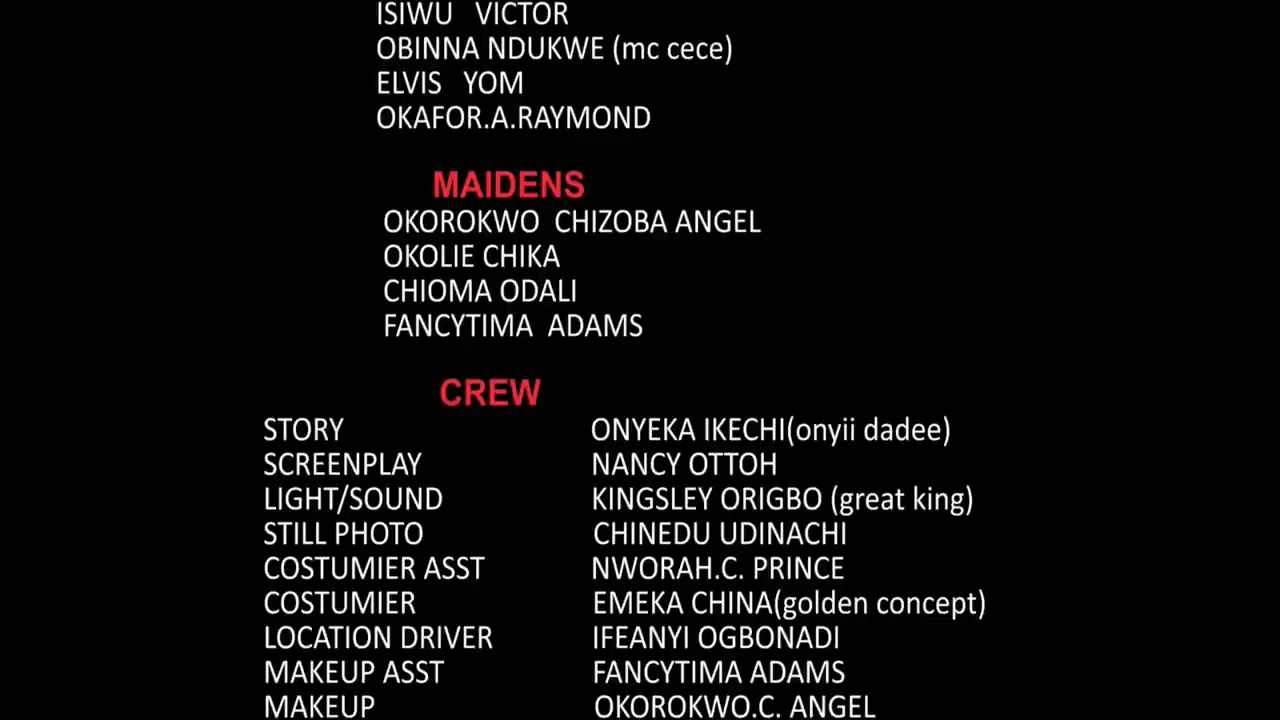 ISIWU VICTOR
OBINNA NDUKWE (mc cece)
ELVIS YOM
OKAFOR.A.RAYMOND
MAIDENS
OKOROKWO CHIZOBA ANGEL
OKOLIE CHIKA
CHIOMA ODALI
FANCYTIMA ADAMS
CREW
STORY ONYEKA IKECHI(onyii dadee)
SCREENPLAY NANCY OTTOH
LIGHT/SOUND KINGSLEY ORIGBO (great king)
STILL PHOTO CHINEDU UDINACHI
COSTUMIER ASST NWORAH.C. PRINCE
COSTUMIER EMEKA CHINA(golden concept)
LOCATION DRIVER IFEANYI OGBONADI
MAKEUP ASST FANCYTIMA ADAMS
MAKEUP OKOROKWO.C. ANGEL